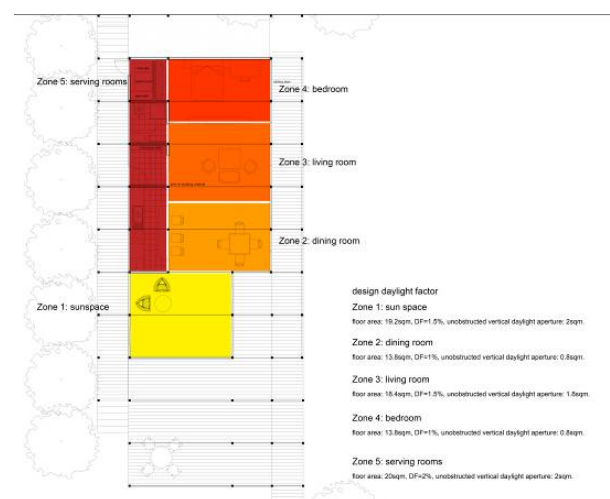 Zone 5: serving rooms
Zone 4: bedroom
Zone 3: living room
Zone 2: dining room
Zone 1: sunspace
design daylight factor
Zone 1: sun space
floor area: 19.2sqm, DF=1.5%, unobstructed vertical daylight aperture: 2sqm.
Zone 2: dining room
floor area: 13.8sqm, DF=1%, unobstructed vertical daylight aperture: 0.8sqm.
Zone 3: living room
floor area: 18.4sqm, DF=1.5%, unobstructed vertical daylight aperture: 1.8sqm.
Zone 4: bedroom
floor area: 13.8sqm, DF=1%, unobstructed vertical daylight aperture: 0.8sqm.
Zone 5: serving rooms
floor area: 20sqm, DF=2%, unobstructed vertical daylight aperture: 2sqm.